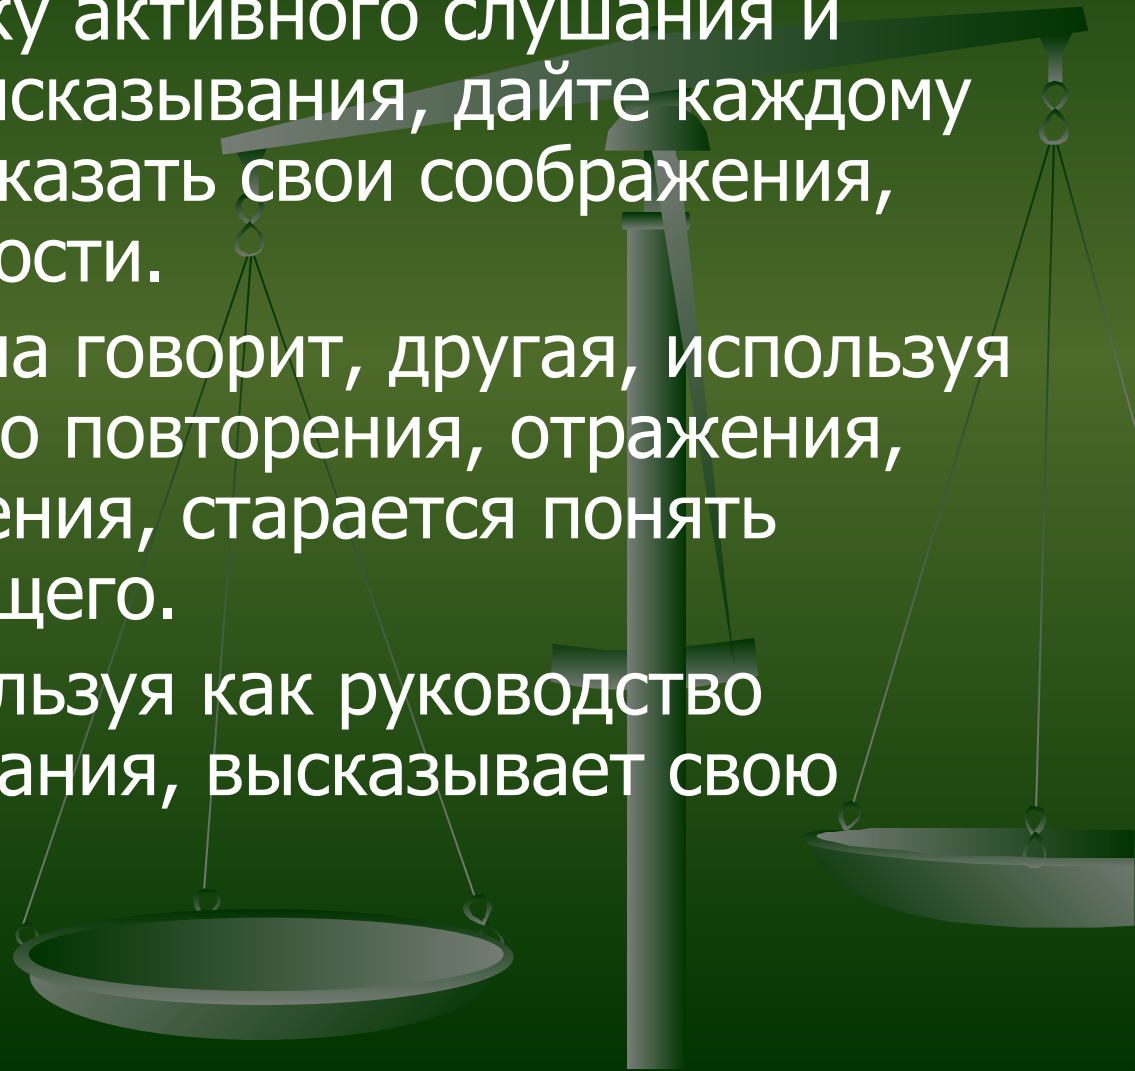 ку активного слушания и
сказывания, дайте каждому
казать свои соображения,
ости.
на говорит, другая, используя
о повторения, отражения,
ения, старается понять
щего.
льзуя как руководство
ания, высказывает свою